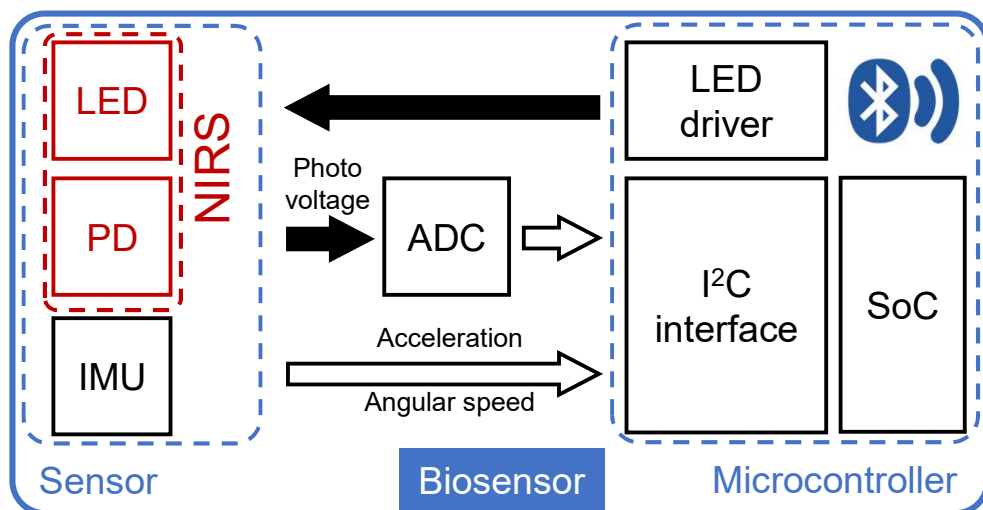 LED
PD
NIRS
IMU
Sensor
Photo
voltage
ADC
Acceleration
Angular speed
Biosensor
LED
driver
I²C
interface
SoC
Microcontroller